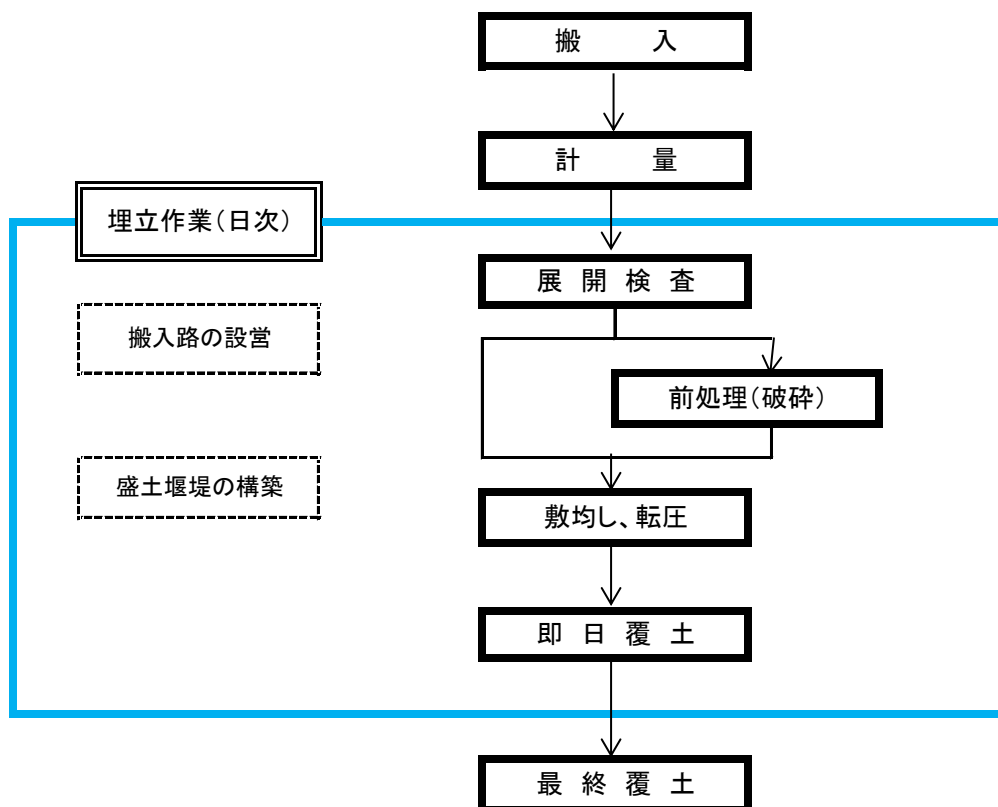 搬入
計量
埋立作業(日次)
展開検査
搬入路の設営
前処理(破砕)
盛土堰堤の構築
敷均し、転圧
即日覆土
最終覆土